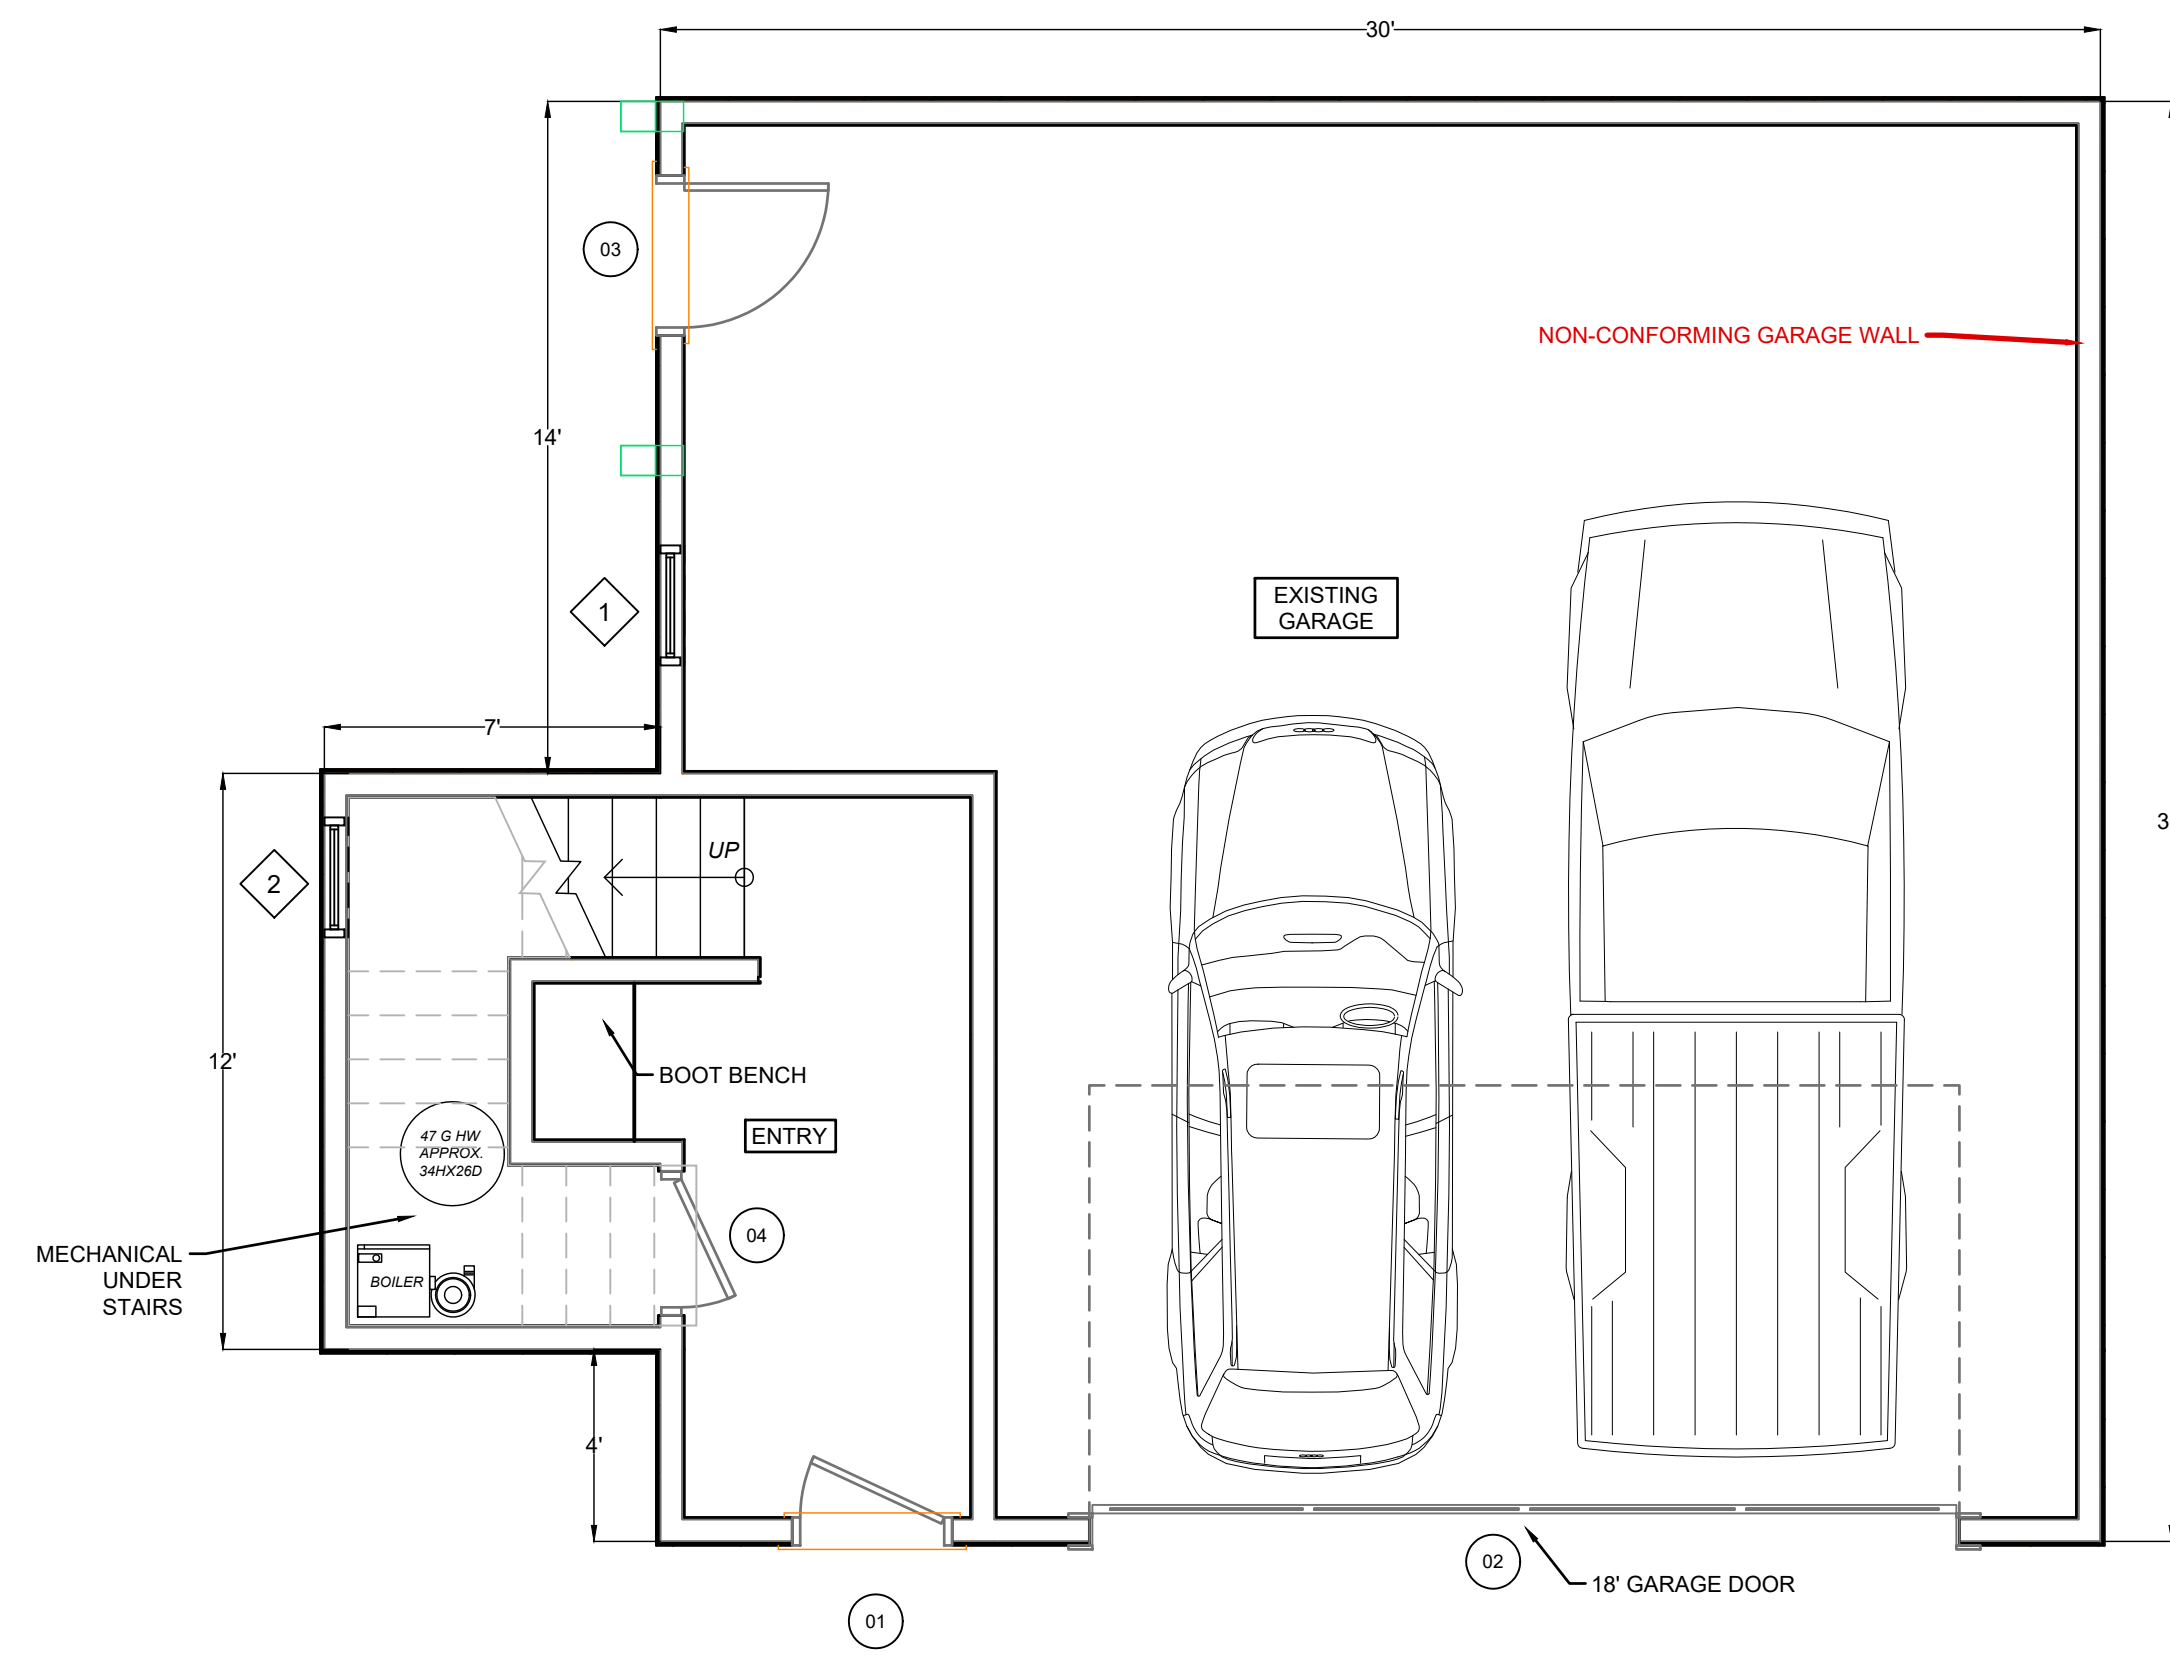 30'
03
NON-CONFORMING GARAGE WALL
14'
1
EXISTING
GARAGE
7'
3
UP
2
12'
BOOT BENCH
ENTRY
47 G HW
APPROX.
34HX26D
04
MECHANICAL
UNDER
STAIRS
BOILER
4'
02
18' GARAGE DOOR
01